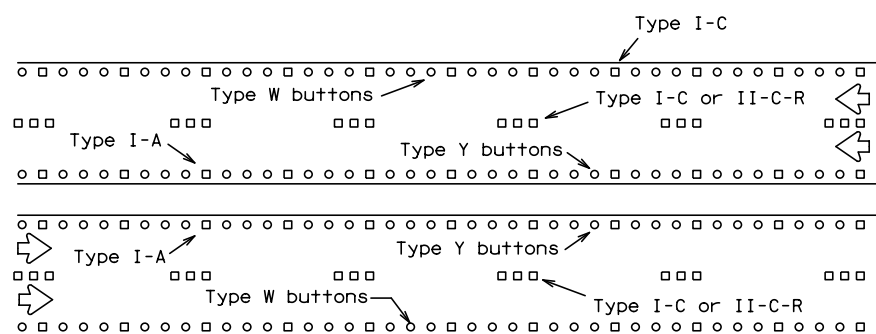 Type I-C
Type W buttons
Type I-C or II-C-R
Type I-A
Type Y buttons
Type I-A
Type Y buttons
Type W buttons
Type I-C or II-C-R